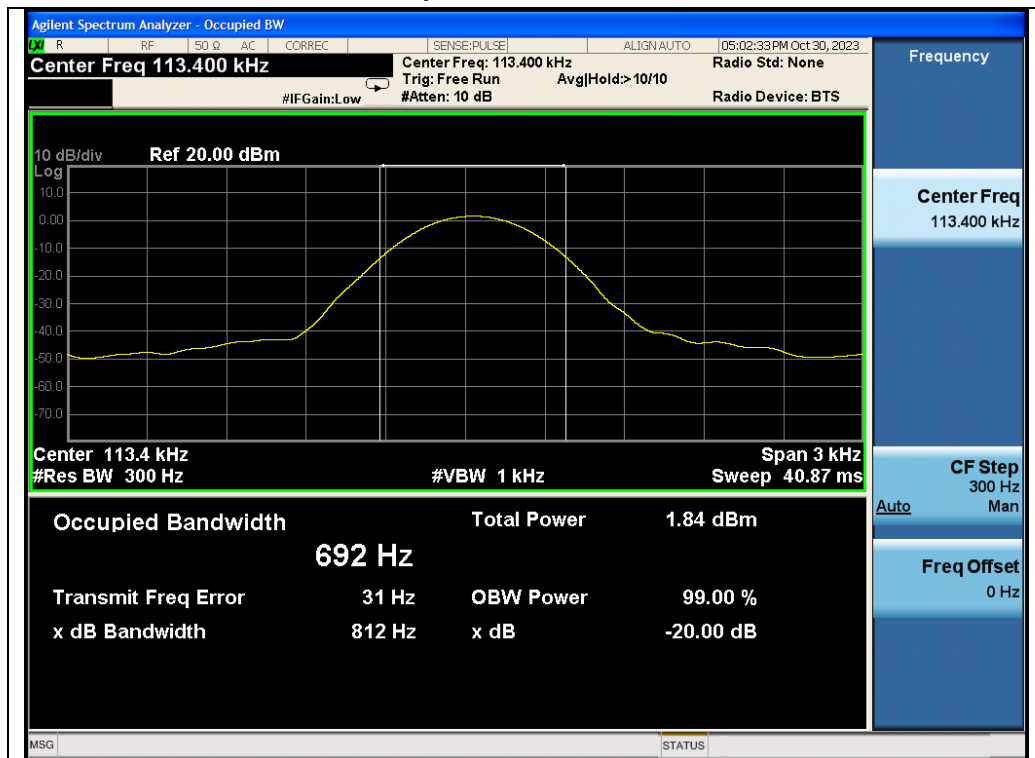 Agilent Spectrum Analyzer - Occupied BW
LXI R RF 50 Ω AC CORREC SENSE:PULSE ALIGN AUTO 05:02:33 PM Oct 30, 2023
Center Freq 113.400 kHz Center Freq: 113.400 kHz Radio Std: None
Trig: Free Run Avg|Hold:> 10/10
#IFGain:Low #Atten: 10 dB Radio Device: BTS
Frequency
10 dB/div Ref 20.00 dBm
Log
10.0
0.00
-10.0
-20.0
-30.0
-40.0
-50.0
-60.0
-70.0
Center 113.4 kHz Span 3 kHz
#Res BW 300 Hz #VBW 1 kHz Sweep 40.87 ms
Center Freq
113.400 kHz
CF Step
300 Hz
Auto Man
Freq Offset
0 Hz
Occupied Bandwidth Total Power 1.84 dBm
692 Hz
Transmit Freq Error 31 Hz OBW Power 99.00 %
x dB Bandwidth 812 Hz x dB -20.00 dB
MSG STATUS